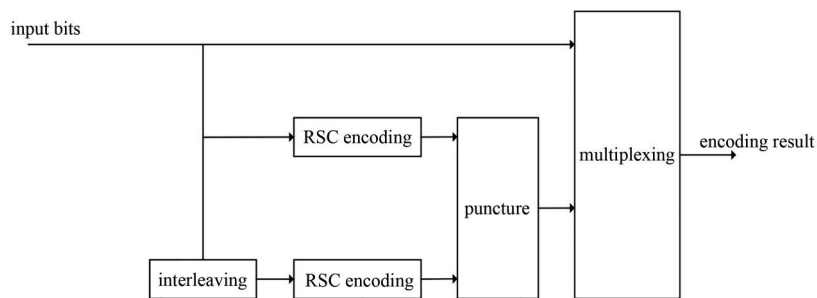 input bits
RSC encoding
encoding result
multiplexing
puncture
interleaving
RSC encoding